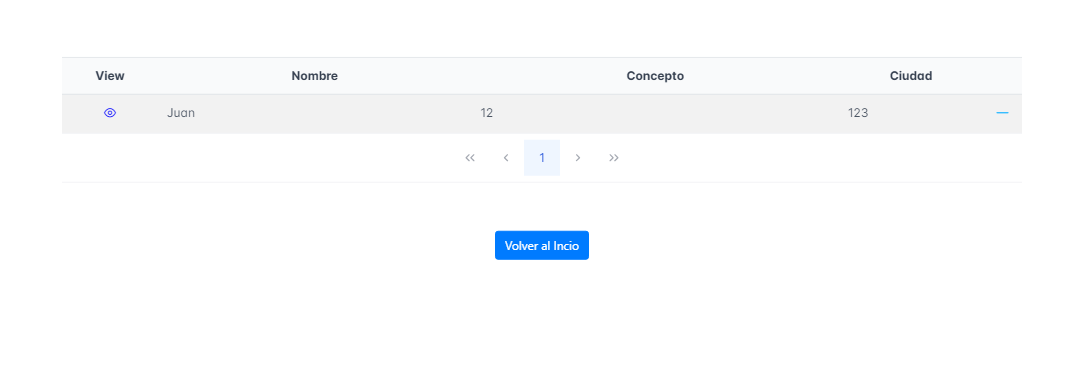 View Nombre Concepto Ciudad
Juan 12 123
1
Volver al Incio